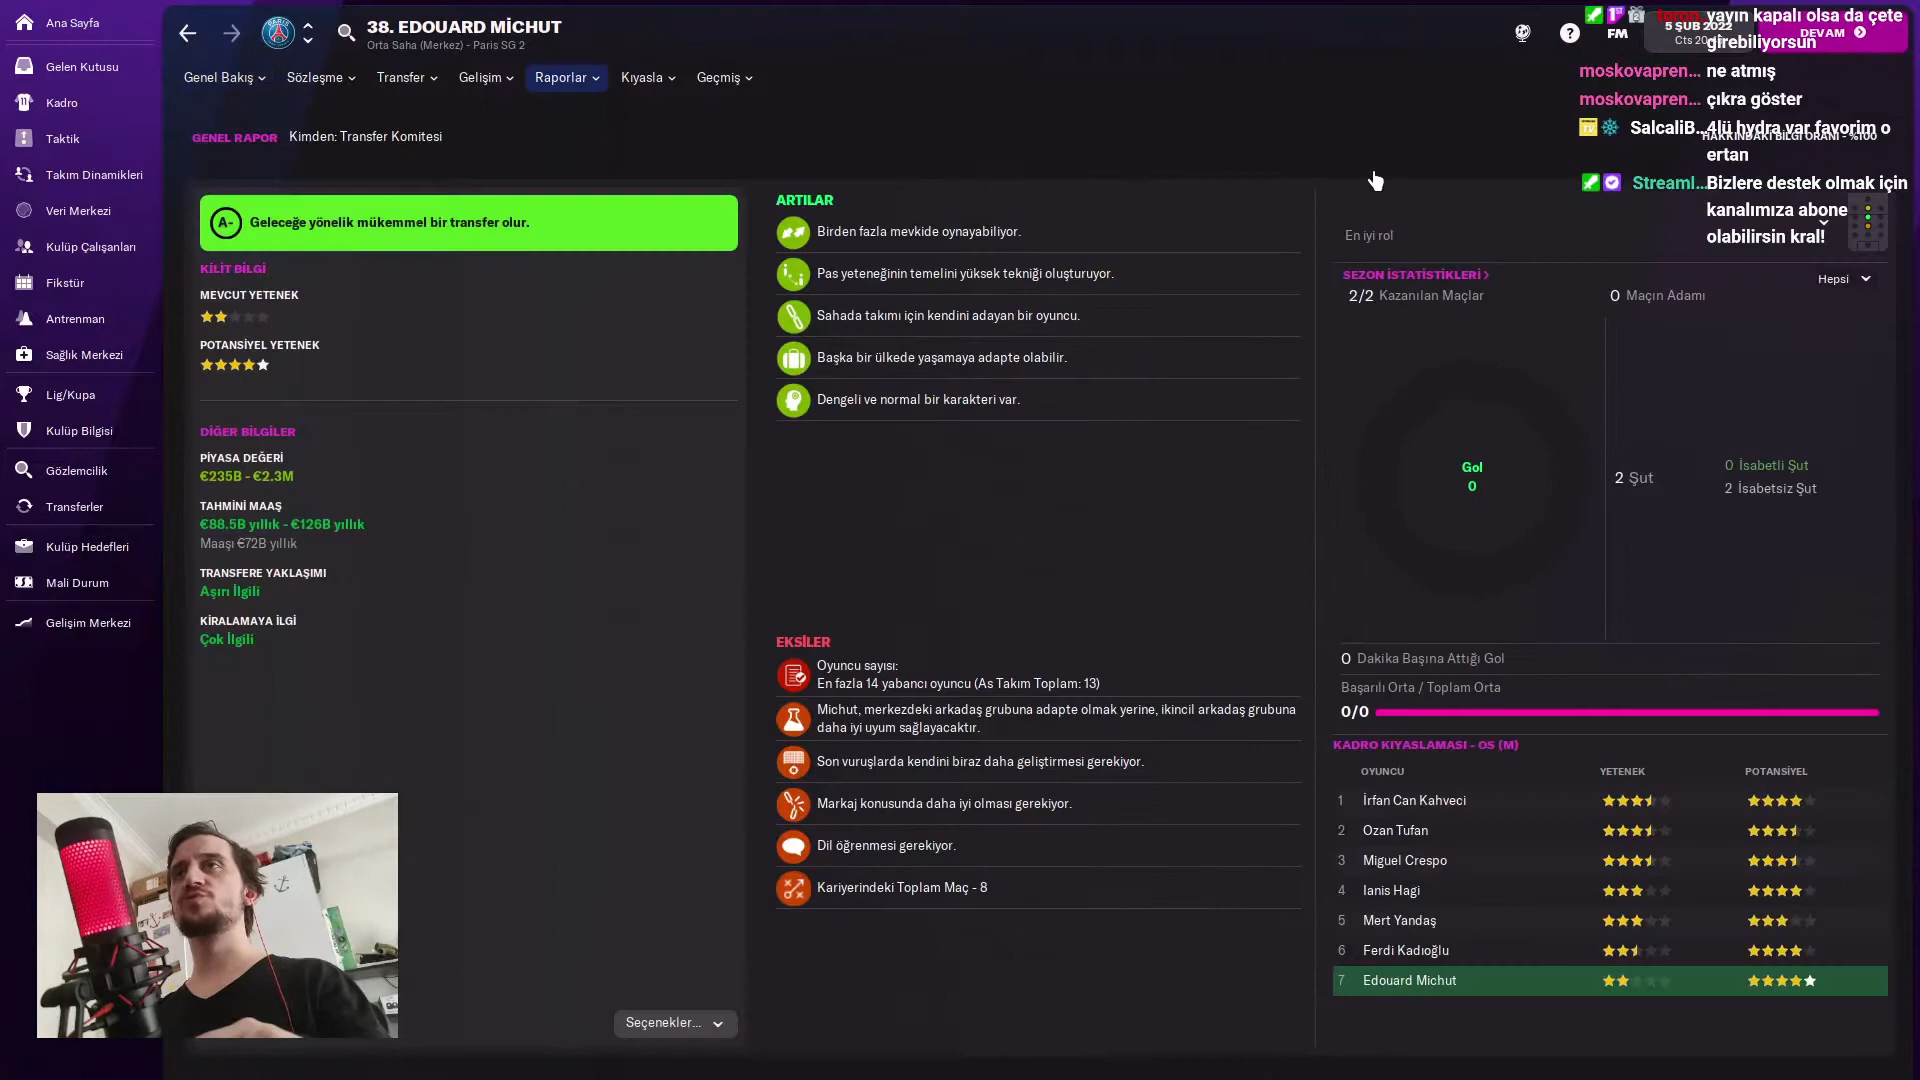 Ana Sayfa
Gelen Kutusu
Kadro
Taktik
Takım Dinamikleri
Veri Merkezi
Kulüp Çalışanları
Fikstür
Antrenman
Sağlık Merkezi
Lig/Kupa
Kulüp Bilgisi
Gözlemcilik
Transferler
Kulüp Hedefleri
Mali Durum
Gelişim Merkezi
38. EDOUARD MİCHUT
Orta Saha (Merkez) - Paris SG 2
Genel Bakış
Sözleşme
Transfer
Gelişim
Raporlar
Kıyasla
Geçmiş
FM
5 ŞUB 2022
DEVAM
yayın kapalı olsa da çete
girebiliyorsun
moskovapren... ne atmış
moskovapren... çıkra göster
SalcaliB... 4lü hydra var favorim o
ertan
Streaml... Bizlere destek olmak için
kanalımıza abone
olabilirsin kral!
GENEL RAPOR Kimden: Transfer Komitesi
HAKKINDAKİ BİLGİ ORANI - %100
A- Geleceğe yönelik mükemmel bir transfer olur.
KİLİT BİLGİ
MEVCUT YETENEK
POTANSİYEL YETENEK
DİĞER BİLGİLER
PİYASA DEĞERİ
€235B - €2.3M
TAHMİNİ MAAŞ
€88.5B yıllık - €126B yıllık
Maaşı €72B yıllık
TRANSFERE YAKLAŞIMI
Aşırı İlgili
KİRALAMAYA İLGİ
Çok İlgili
Seçenekler...
ARTILAR
Birden fazla mevkide oynayabiliyor.
Pas yeteneğinin temelini yüksek tekniği oluşturuyor.
Sahada takımı için kendini adayan bir oyuncu.
Başka bir ülkede yaşamaya adapte olabilir.
Dengeli ve normal bir karakteri var.
EKSİLER
Oyuncu sayısı:
En fazla 14 yabancı oyuncu (As Takım Toplam: 13)
Michut, merkezdeki arkadaş grubuna adapte olmak yerine, ikincil arkadaş grubuna
daha iyi uyum sağlayacaktır.
Son vuruşlarda kendini biraz daha geliştirmesi gerekiyor.
Markaj konusunda daha iyi olması gerekiyor.
Dil öğrenmesi gerekiyor.
Kariyerindeki Toplam Maç - 8
En iyi rol
SEZON İSTATİSTİKLERİ
Hepsi
2/2 Kazanılan Maçlar
0 Maçın Adamı
Gol
0
2 Şut
0 İsabetli Şut
2 İsabetsiz Şut
0 Dakika Başına Attığı Gol
Başarılı Orta / Toplam Orta
0/0
KADRO KIYASLAMASI - OS (M)
OYUNCU YETENEK POTANSİYEL
1 İrfan Can Kahveci
2 Ozan Tufan
3 Miguel Crespo
4 Ianis Hagi
5 Mert Yandaş
6 Ferdi Kadıoğlu
7 Edouard Michut